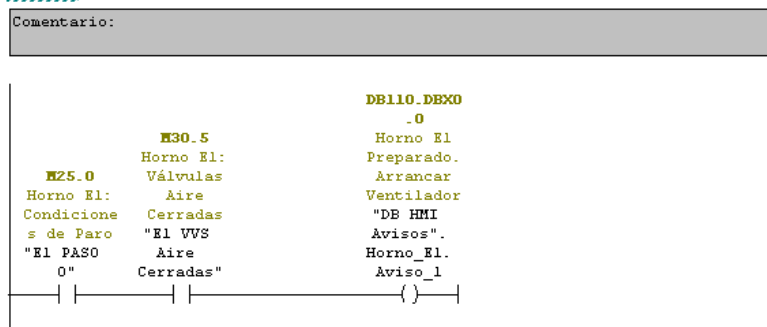 Comentario:
DB110.DBX0
.0
M30.5
Horno E1
Horno E1:
Preparado.
M25.0
Válvulas
Arrancar
Horno E1:
Aire
Ventilador
Condicione
Cerradas
"DB HMI
s de Paro
"E1 VVS
Avisos".
"E1 PASO
Aire
Horno_E1.
0"
Cerradas"
Aviso_1